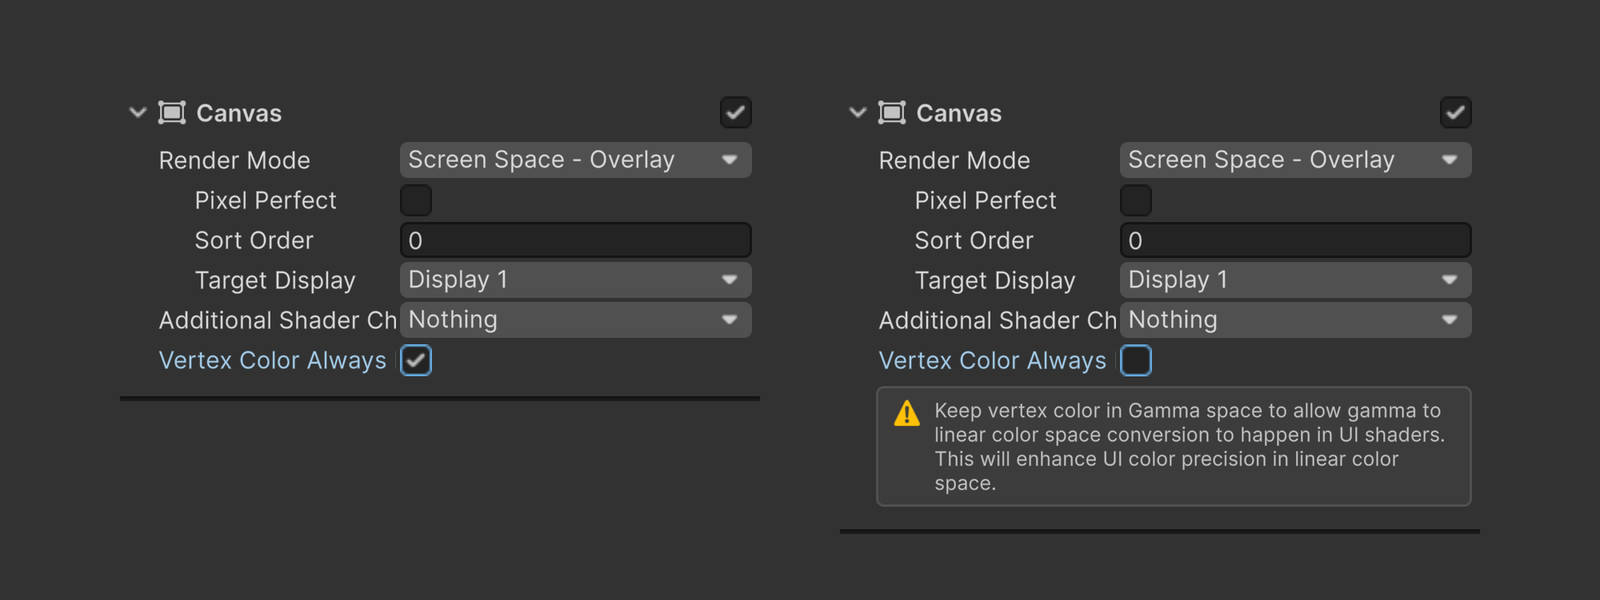 Canvas
Render Mode Screen Space - Overlay
Pixel Perfect
Sort Order 0
Target Display Display 1
Additional Shader Ch Nothing
Vertex Color Always
Canvas
Render Mode Screen Space - Overlay
Pixel Perfect
Sort Order 0
Target Display Display 1
Additional Shader Ch Nothing
Vertex Color Always
Keep vertex color in Gamma space to allow gamma to
linear color space conversion to happen in UI shaders.
This will enhance UI color precision in linear color
space.